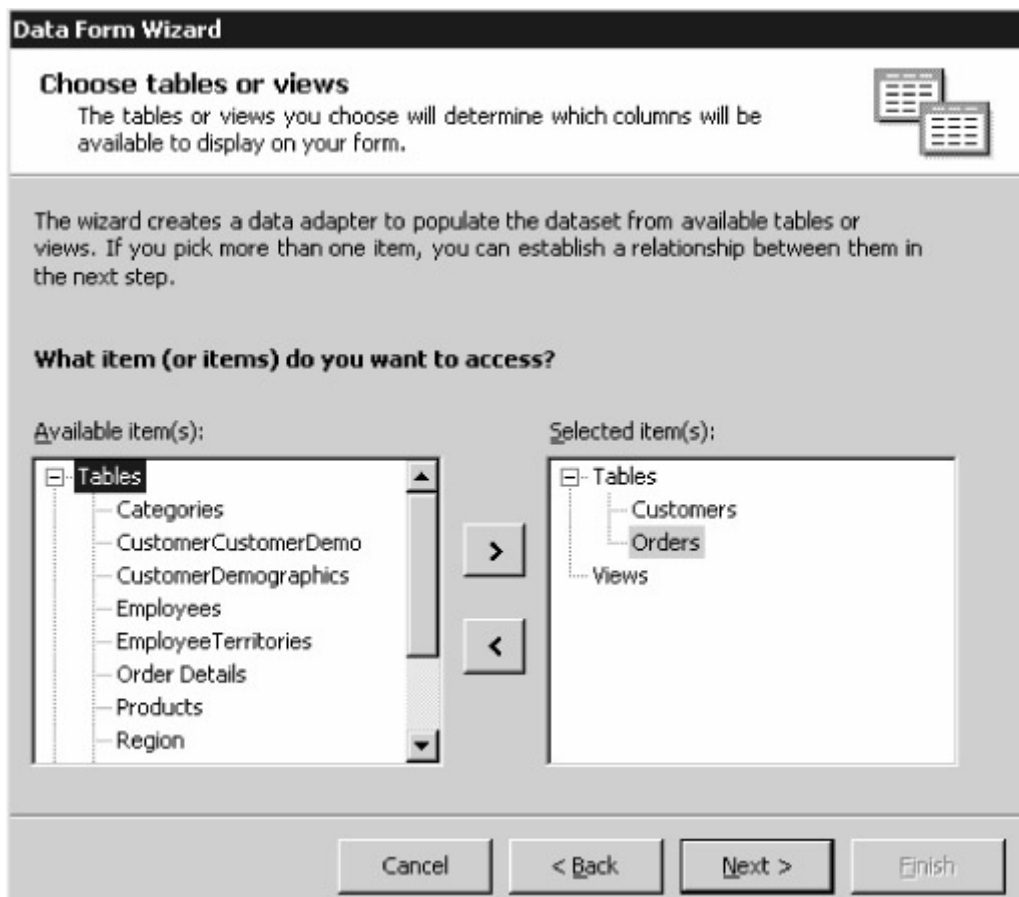 Data Form Wizard
Choose tables or views
The tables or views you choose will determine which columns will be
available to display on your form.
The wizard creates a data adapter to populate the dataset from available tables or
views. If you pick more than one item, you can establish a relationship between them in
the next step.
What item (or items) do you want to access?
Available item(s):
Tables
Categories
CustomerCustomerDemo
CustomerDemographics
Employees
EmployeeTerritories
Order Details
Products
Region
>
<
Selected item(s):
Tables
Customers
Orders
Views
Cancel
< Back
Next >
Finish